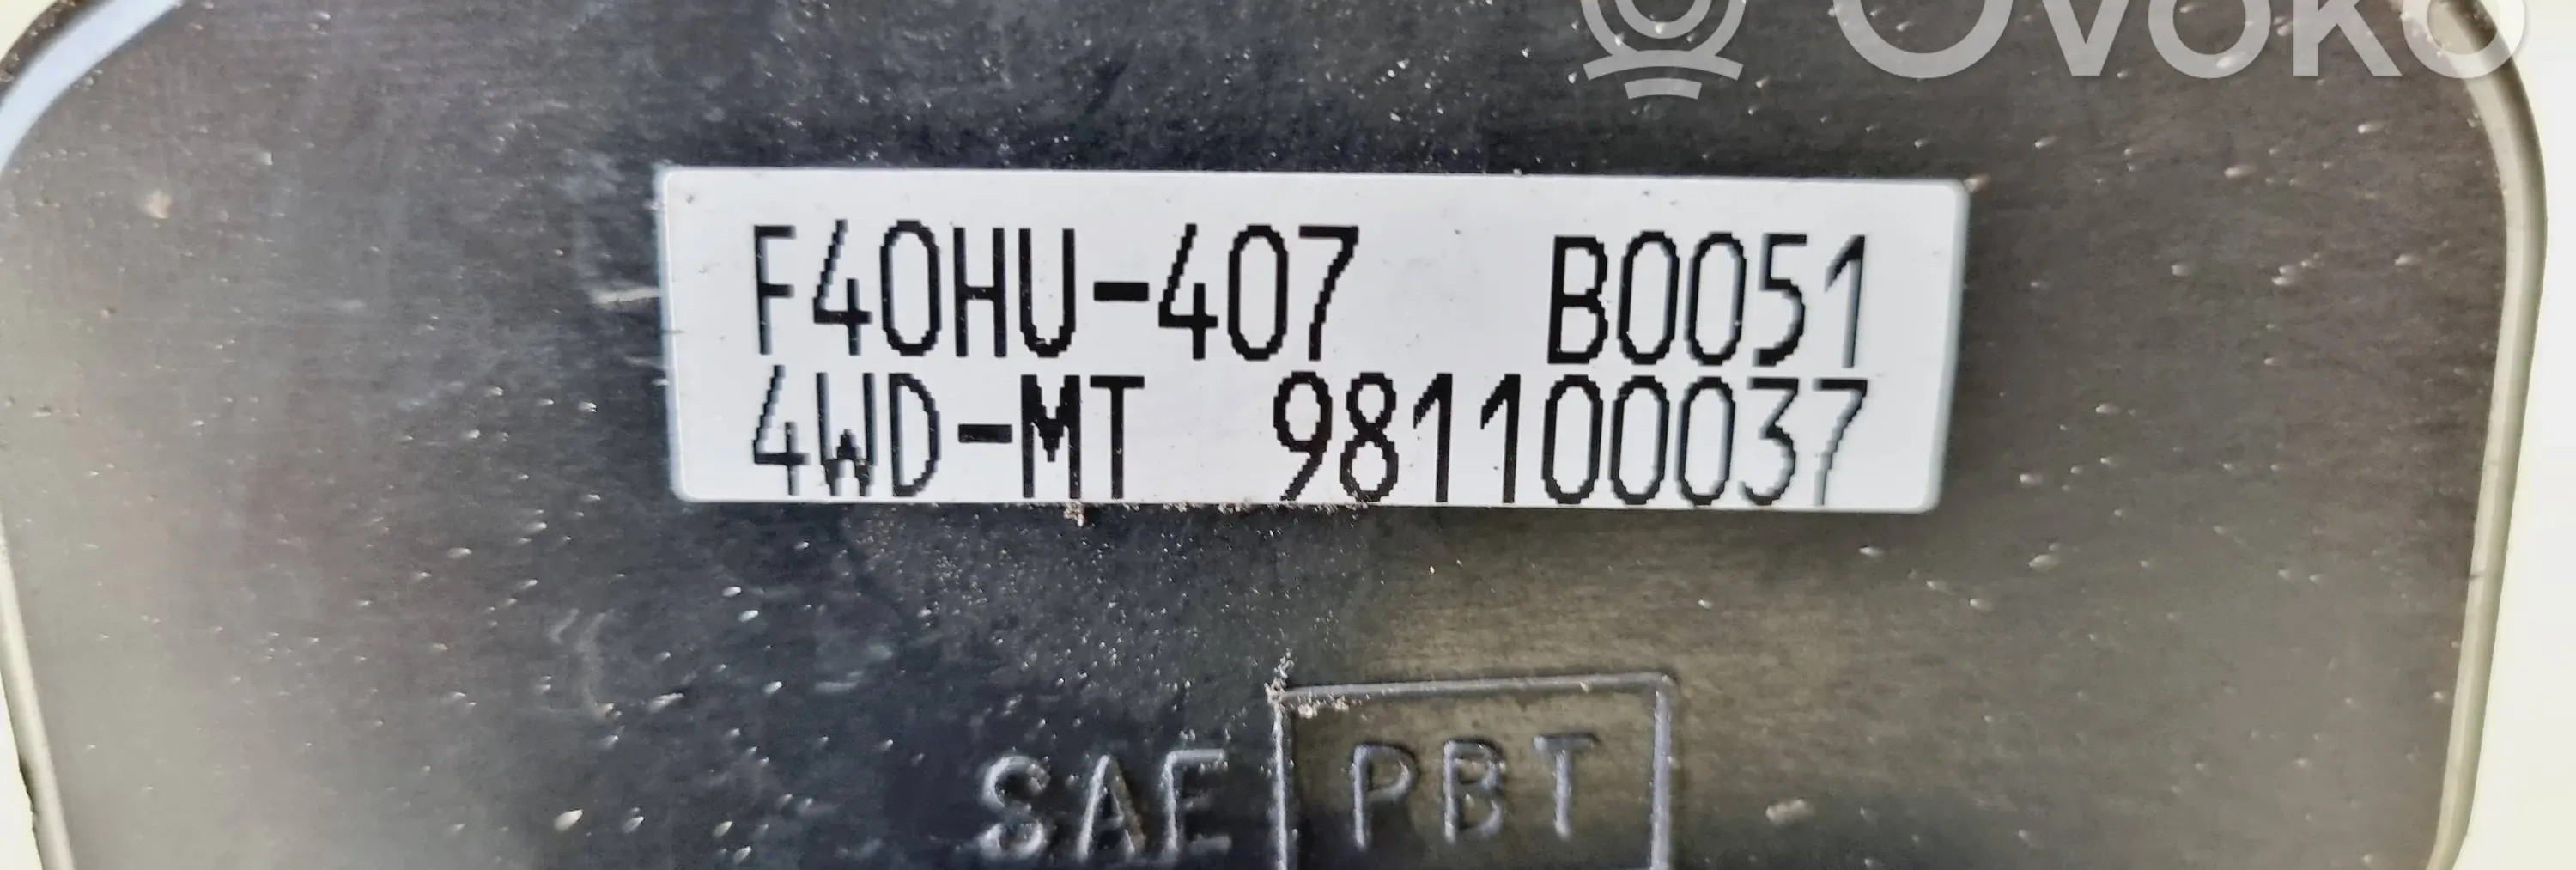 OVOKO
F40HU-407 B0051
4WD-MT 981100037
SAE PBT